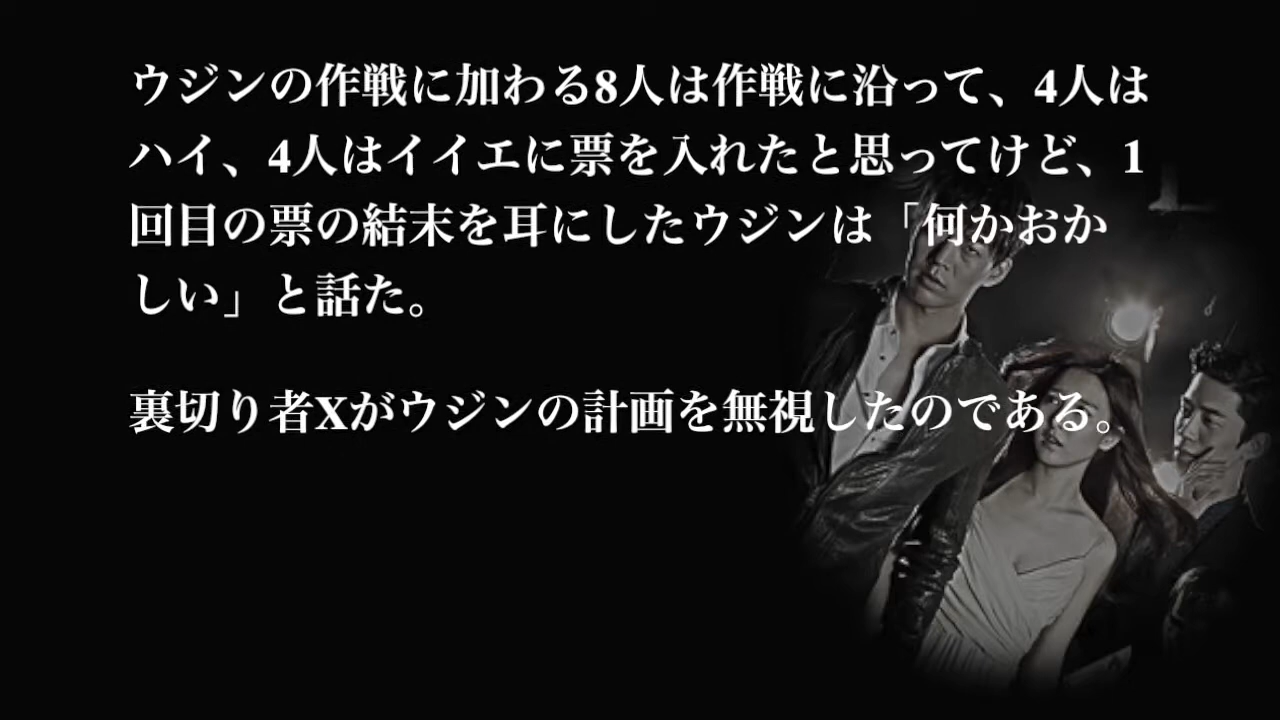 ウジンの作戦に加わる8人は作戦に沿って、4人は
ハイ、4人はイイエに票を入れたと思ってけど、1
回目の票の結末を耳にしたウジンは「何かおか
しい」と話た。
裏切り者Xがウジンの計画を無視したのである。